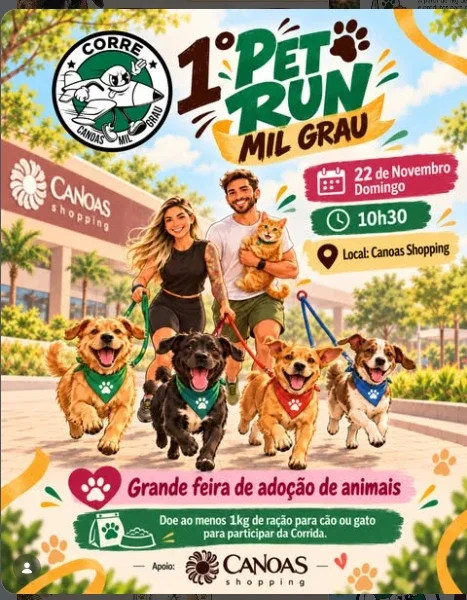 CORRE
CANOAS MIL GRAU
1º PET
RUN
MIL GRAU
CANOAS
shopping
22 de Novembro
Domingo
10h30
Local: Canoas Shopping
Grande feira de adoção de animais
Doe ao menos 1kg de ração para cão ou gato
para participar da Corrida.
Apoio:
CANOAS
shopping